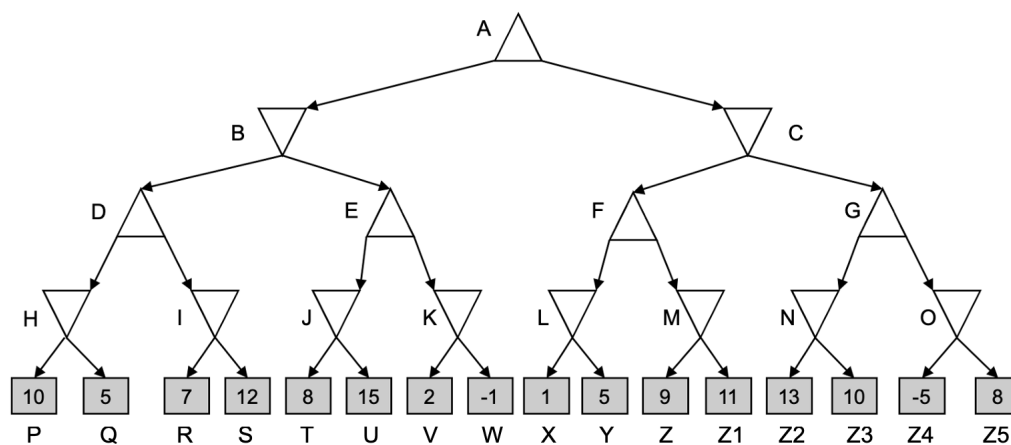 A
B C
D E F G
H I J K L M N O
10 5 7 12 8 15 2 -1 1 5 9 11 13 10 -5 8
P Q R S T U V W X Y Z Z1 Z2 Z3 Z4 Z5